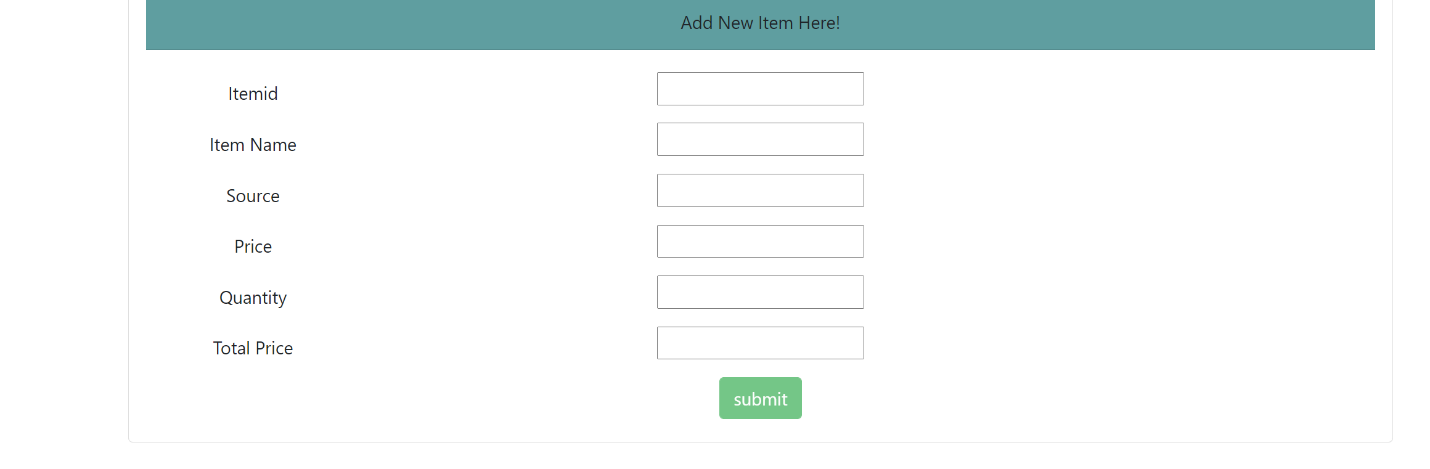 Add New Item Here!
Itemid
Item Name
Source
Price
Quantity
Total Price
submit